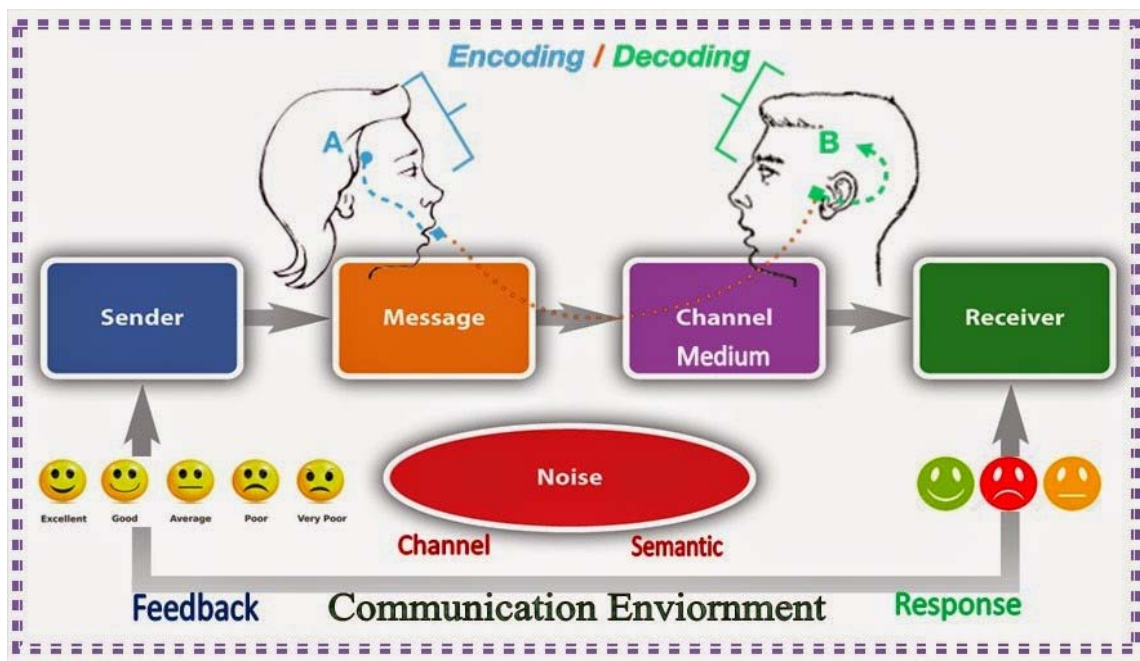 Encoding / Decoding
A
B
Sender
Message
Channel
Medium
Receiver
Noise
Excellent
Good
Average
Poor
Very Poor
Channel
Semantic
Feedback
Communication Enviornment
Response